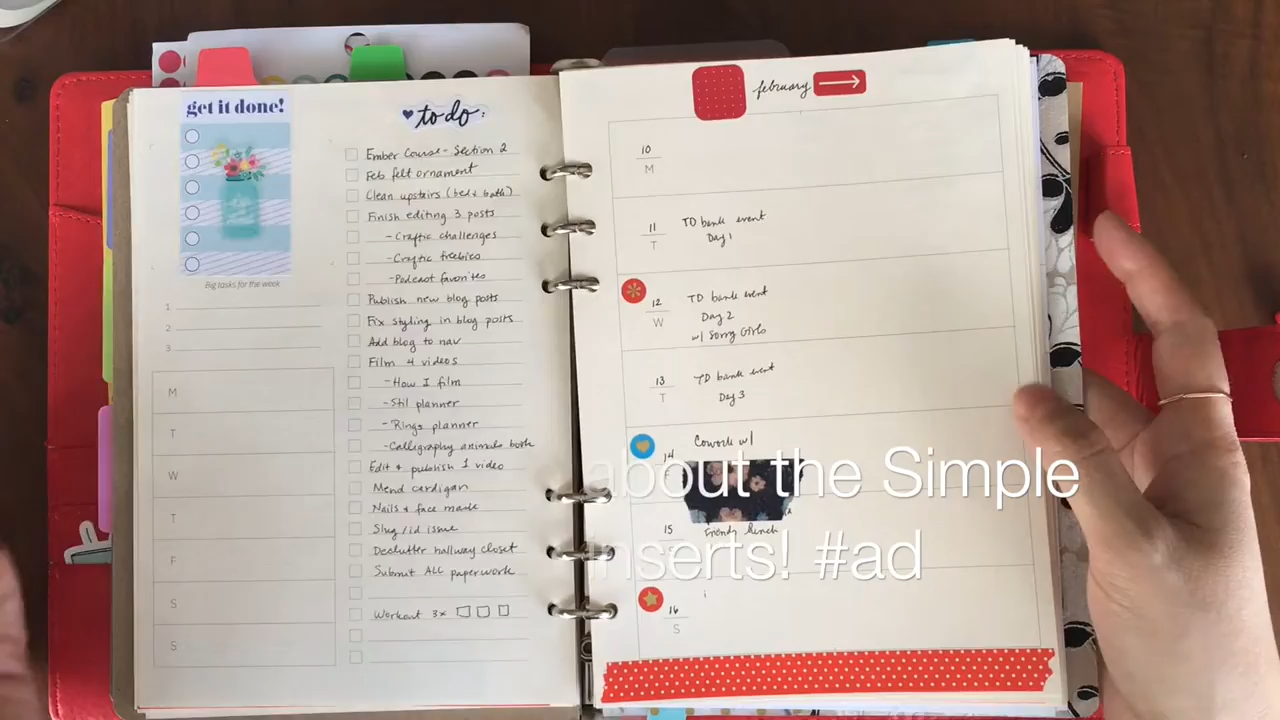 get it done!
Big tasks for the week
1
2
3
M
T
W
T
F
S
S
to do:
Ember Course - Section 2
Feb felt ornament
Clean upstairs (bed + bath)
Finish editing 3 posts
- Craftic challenges
- Craftic freebies
- Podcast favorites
Publish new blog posts
Fix styling in blog posts
Add blog to nav
Film 4 videos
- How I film
- Stil planner
- Rings planner
- Calligraphy animals book
Edit + publish 1 video
Mend cardigan
Nails + face mask
Slug/id issue
Declutter hallway closet
Submit ALL paperwork
Workout 3x
february
10
M
11
T
TD bank event
Day 1
12
W
TD bank event
Day 2
w/ Sorry Girls
13
T
TD bank event
Day 3
14
Cowork w/
15
Friends lunch
16
S
about the Simple
inserts! #ad